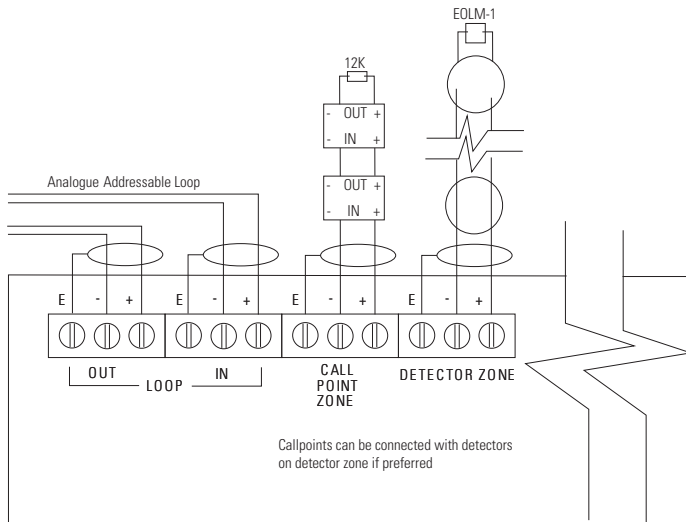 EOLM-1
12K
- OUT +
- IN +
- OUT +
- IN +
Analogue Addressable Loop
E - + E - + E - + E - +
OUT IN
LOOP
CALL
POINT
ZONE
DETECTOR ZONE
Callpoints can be connected with detectors
on detector zone if preferred